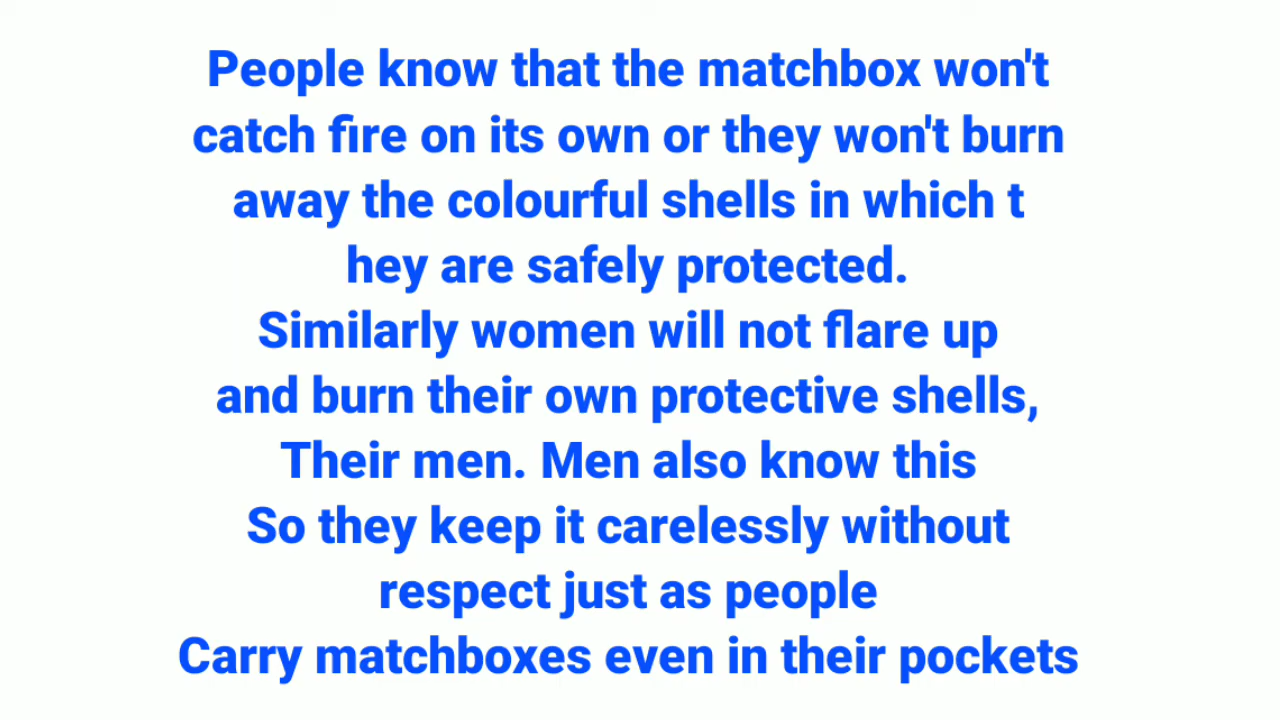 People know that the matchbox won't
catch fire on its own or they won't burn
away the colourful shells in which t
hey are safely protected.
Similarly women will not flare up
and burn their own protective shells,
Their men. Men also know this
So they keep it carelessly without
respect just as people
Carry matchboxes even in their pockets